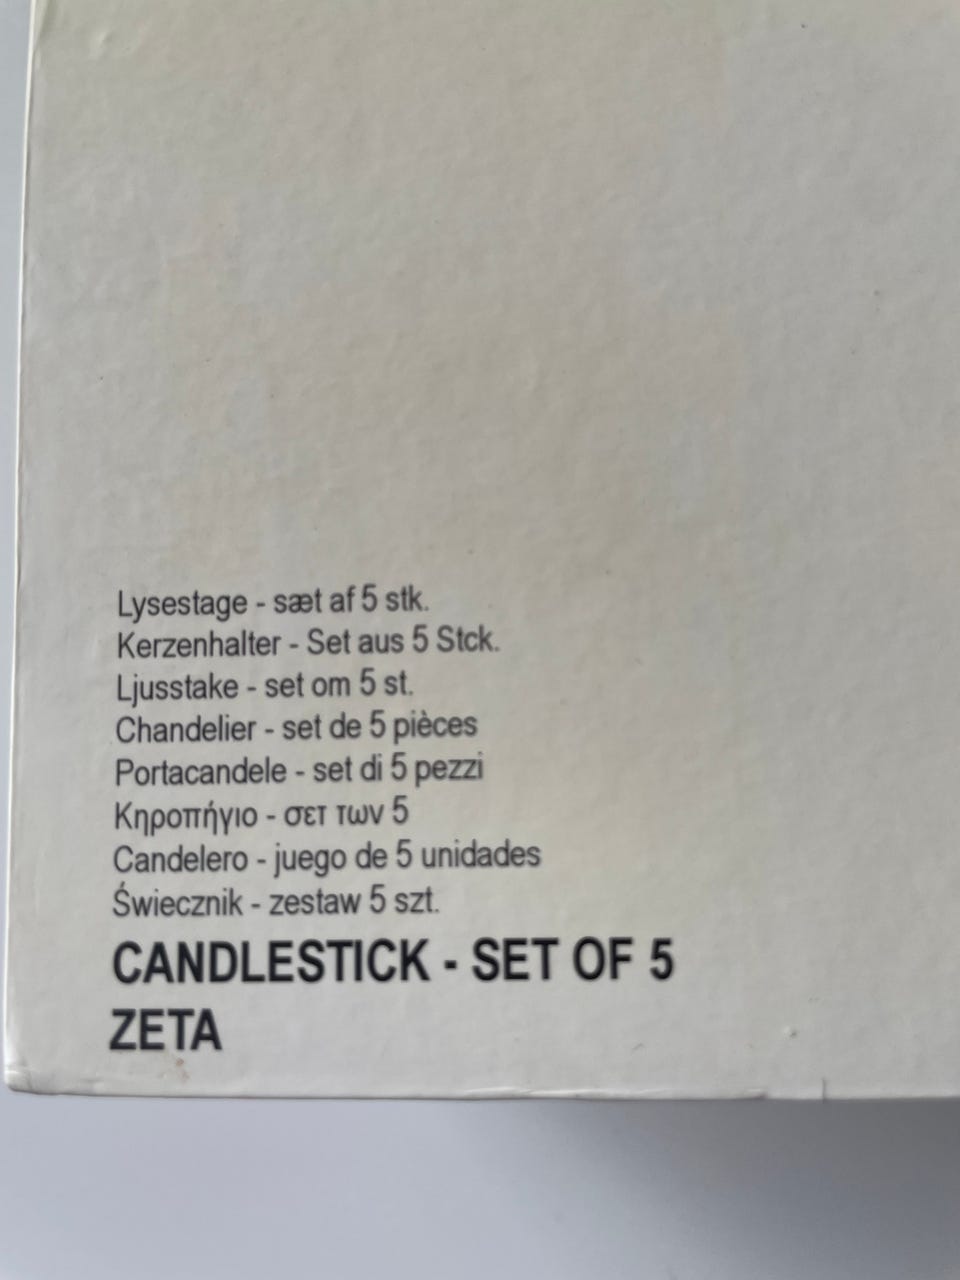 Lysestage - sæt af 5 stk.
Kerzenhalter - Set aus 5 Stck.
Ljusstake - set om 5 st.
Chandelier - set de 5 pièces
Portacandele - set di 5 pezzi
Κηροπήγιο - σετ των 5
Candelero - juego de 5 unidades
Świecznik - zestaw 5 szt.
CANDLESTICK - SET OF 5
ZETA